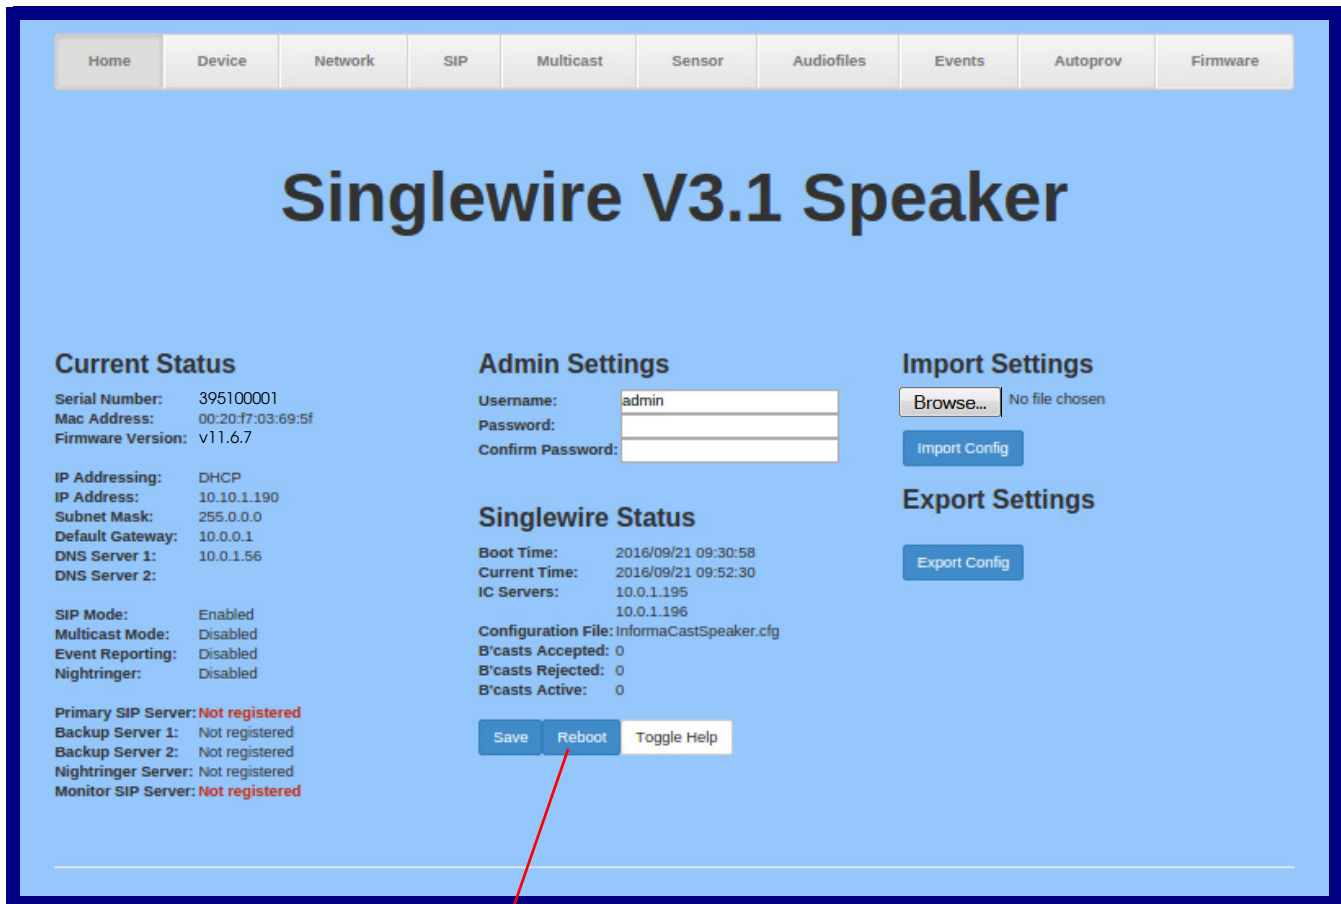 Home Device Network SIP Multicast Sensor Audiofiles Events Autoprov Firmware
Singlewire V3.1 Speaker
Current Status
Serial Number: 395100001
Mac Address: 00:20:f7:03:69:5f
Firmware Version: v11.6.7
IP Addressing: DHCP
IP Address: 10.10.1.190
Subnet Mask: 255.0.0.0
Default Gateway: 10.0.0.1
DNS Server 1: 10.0.1.56
DNS Server 2:
SIP Mode: Enabled
Multicast Mode: Disabled
Event Reporting: Disabled
Nightringer: Disabled
Primary SIP Server: Not registered
Backup Server 1: Not registered
Backup Server 2: Not registered
Nightringer Server: Not registered
Monitor SIP Server: Not registered
Admin Settings
Username: admin
Password:
Confirm Password:
Singlewire Status
Boot Time: 2016/09/21 09:30:58
Current Time: 2016/09/21 09:52:30
IC Servers: 10.0.1.195
10.0.1.196
Configuration File: InformaCastSpeaker.cfg
B'casts Accepted: 0
B'casts Rejected: 0
B'casts Active: 0
Save Reboot Toggle Help
Import Settings
Browse... No file chosen
Import Config
Export Settings
Export Config